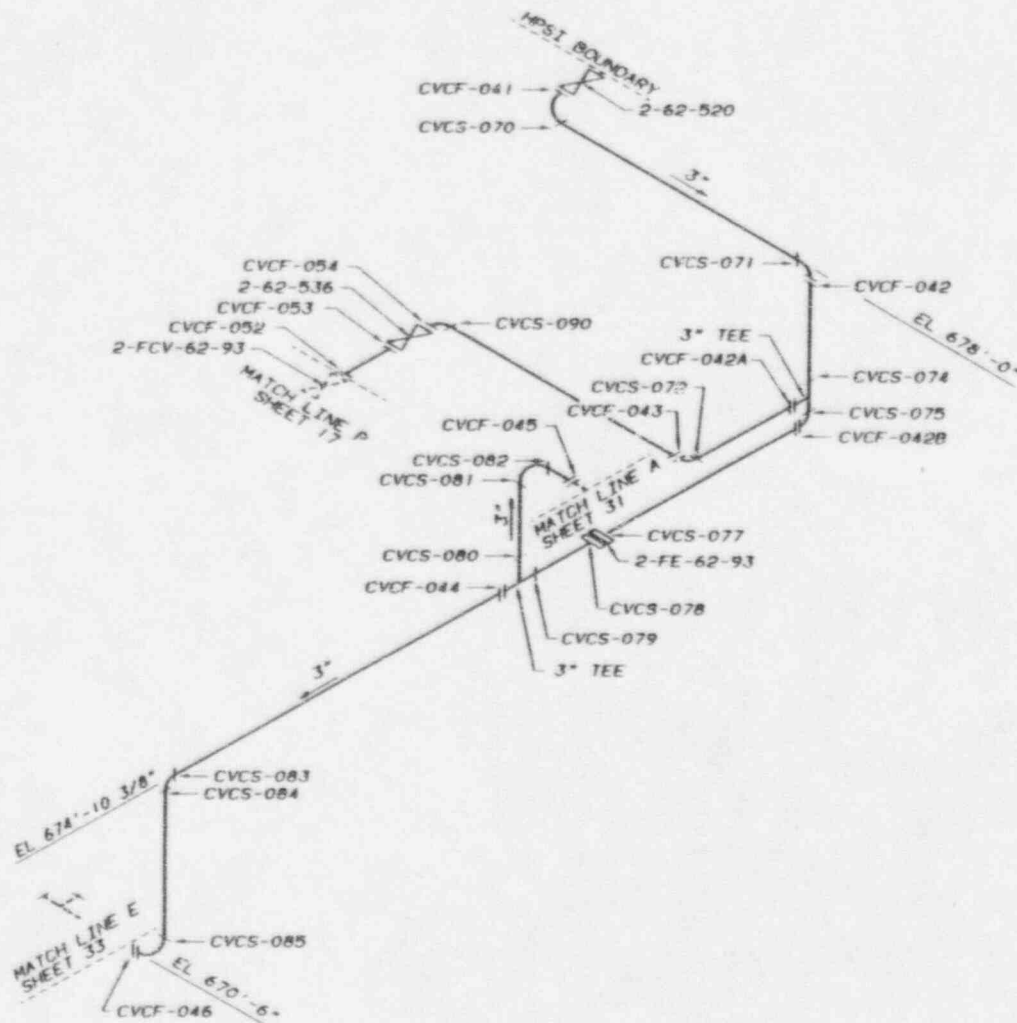 HPSI BOUNDARY
CVCF-041
2-62-520
CVCS-070
3"
CVCS-071
CVCF-042
EL 678'-0"
CVCF-054
2-62-536
CVCF-053
CVCF-052
2-FCV-62-93
CVCS-090
MATCH LINE P
SHEET 17
3" TEE
CVCF-042A
CVCS-072
CVCF-043
CVCS-074
CVCS-075
CVCF-042B
CVCF-045
CVCS-082
CVCS-081
MATCH LINE A
SHEET 31
3"
CVCS-077
2-FE-62-93
CVCS-080
CVCF-044
CVCS-078
CVCS-079
3" TEE
3"
CVCS-083
CVCS-084
EL 674'-10 3/8"
MATCH LINE E
SHEET 33
CVCS-085
EL 670'-6"
CVCF-046